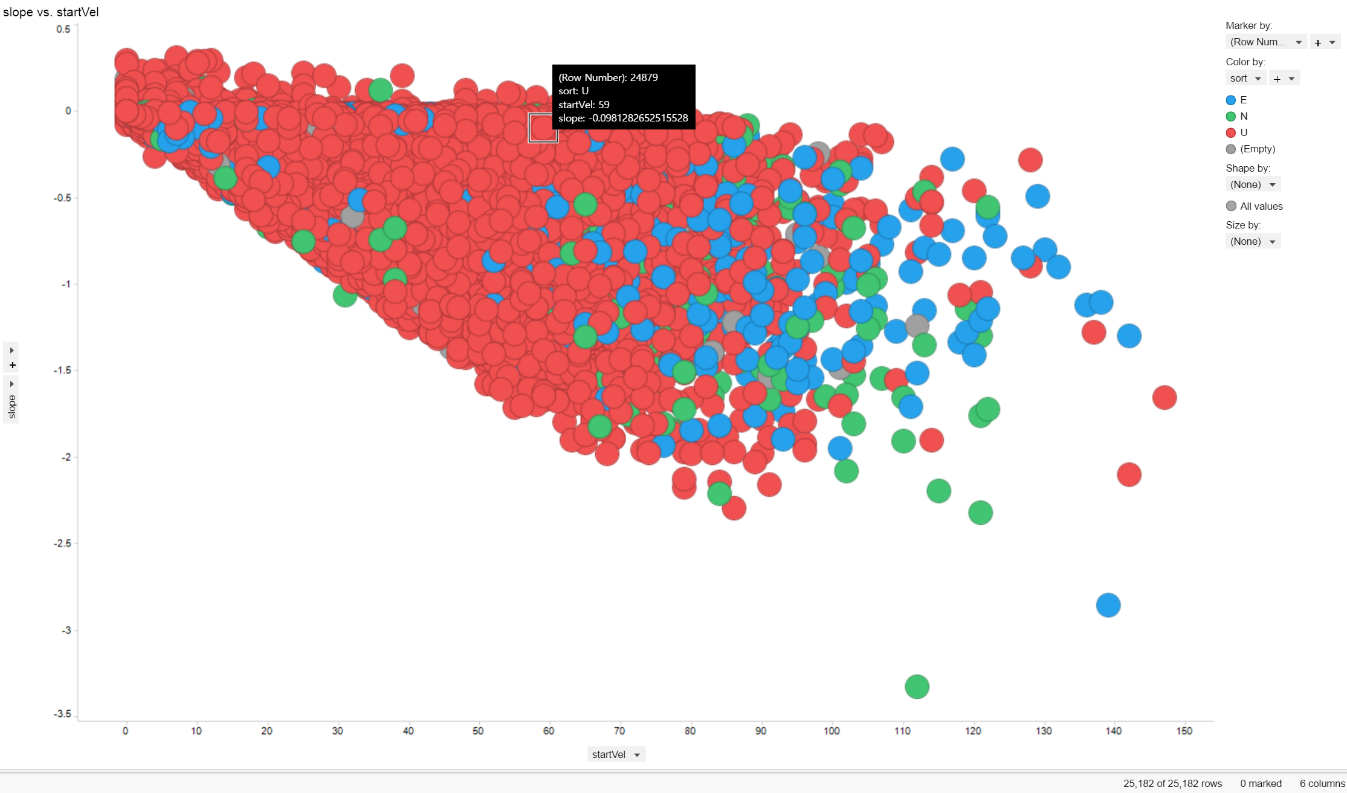 slope vs. startVel
0.5
0
-0.5
-1
-1.5
-2
-2.5
-3
-3.5
slope
+
(Row Number): 24879
sort: U
startVel: 59
slope: -0.0981282652515528
0 10 20 30 40 50 60 70 80 90 100 110 120 130 140 150
startVel
Marker by:
(Row Num... +
Color by:
sort +
E
N
U
(Empty)
Shape by:
(None)
All values
Size by:
(None)
25,182 of 25,182 rows 0 marked 6 columns